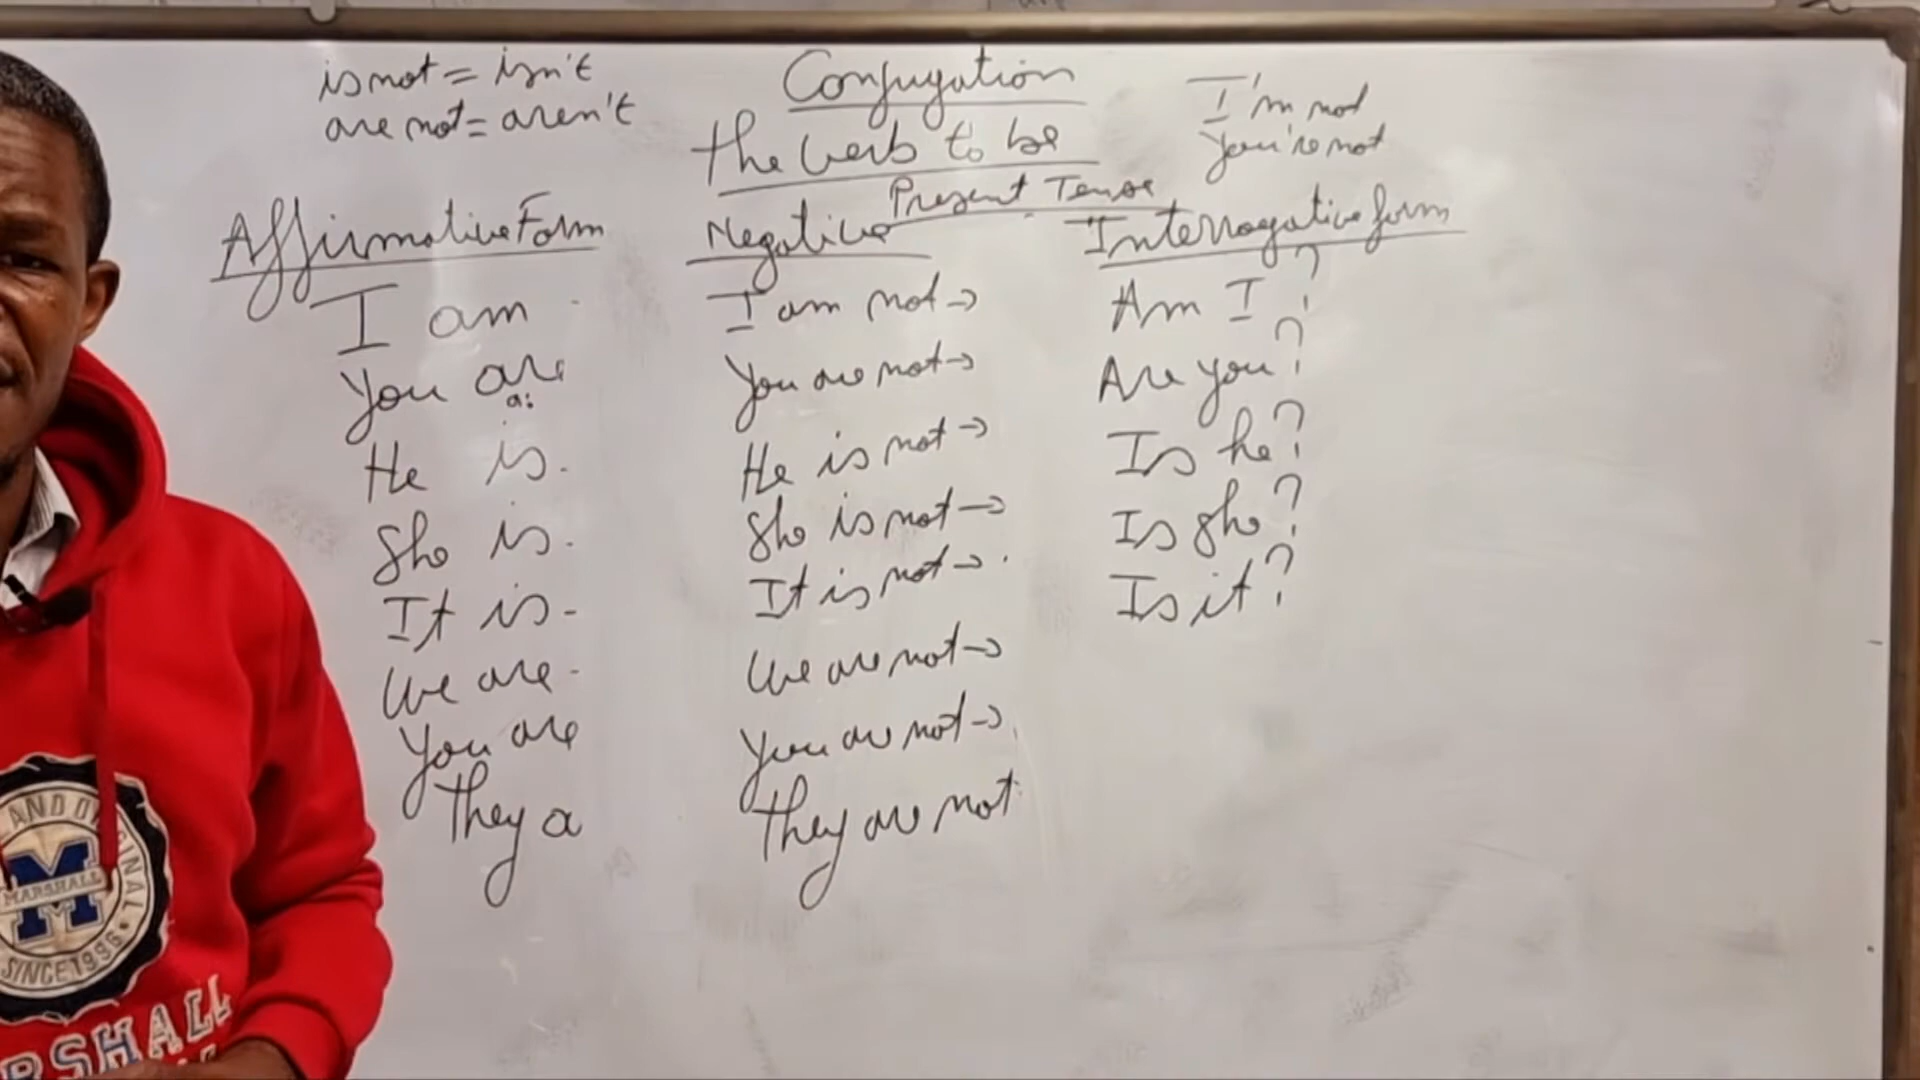 is not = isn't
are not = aren't
Conjugation
the verb to be
Present Tense
I'm not
you're not
Affirmative Form
I am
you are
a:
He is.
She is.
It is-
We are-
you are
they a
Negative
I am not →
you are not →
He is not →
She is not →
It is not →
We are not →
you are not →
they are not
Interrogative form
Am I?
Are you?
Is he?
Is she?
Is it?
MARSHALL
M
SINCE 1996